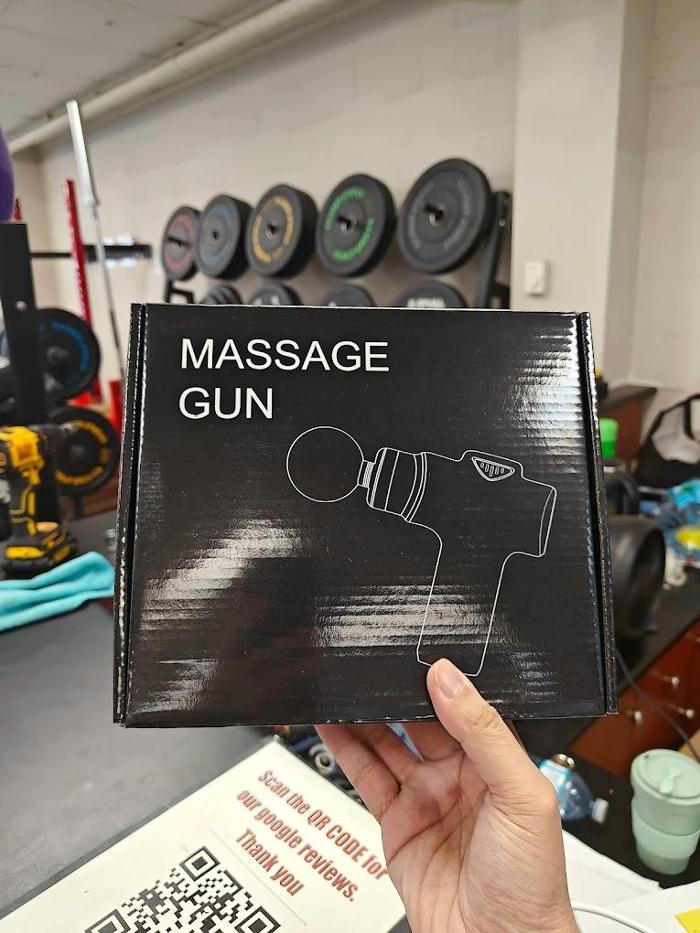 MASSAGE
GUN
Scan the QR CODE for
our google reviews.
Thank you